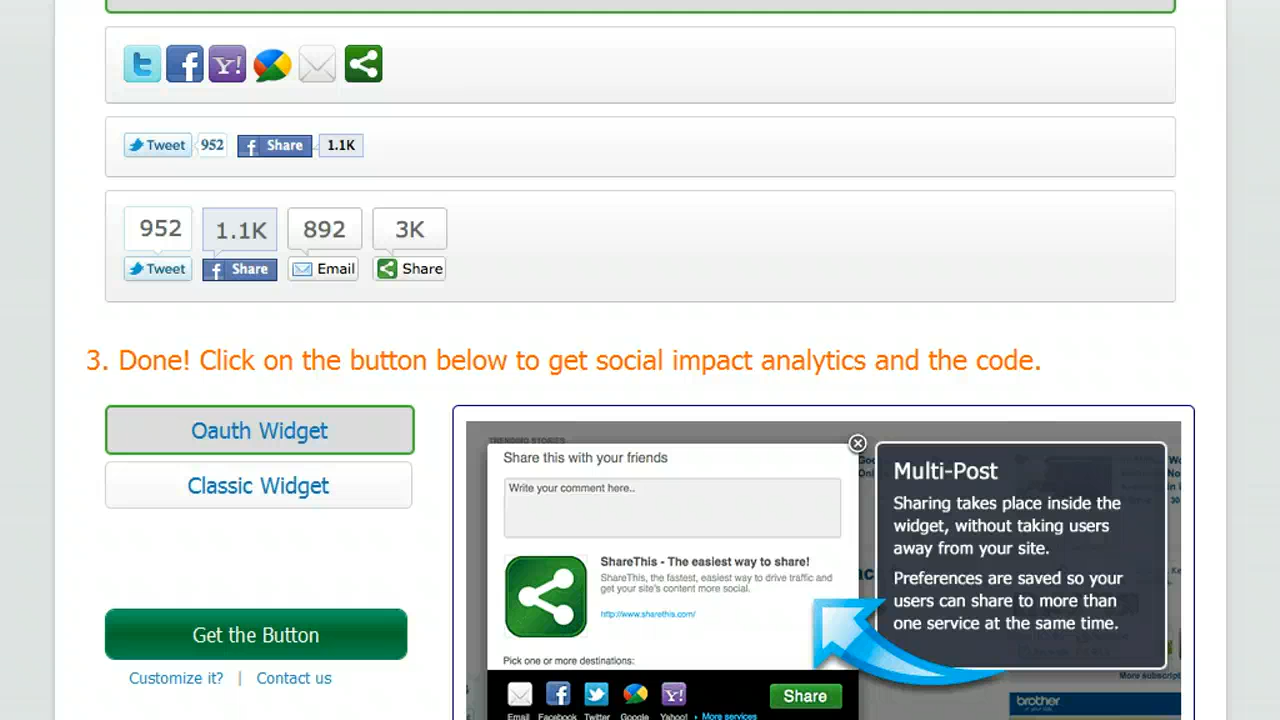 Tweet 952 Share 1.1K
952 1.1K 892 3K
Tweet Share Email Share
3. Done! Click on the button below to get social impact analytics and the code.
Oauth Widget
Classic Widget
Get the Button
Customize it? | Contact us
TRENDING STORIES
Share this with your friends
Write your comment here..
ShareThis - The easiest way to share!
ShareThis, the fastest, easiest way to drive traffic and
get your site's content more social.
http://www.sharethis.com/
Pick one or more destinations:
Email Facebook Twitter Google Yahoo! More services
Share
Multi-Post
Sharing takes place inside the
widget, without taking users
away from your site.
Preferences are saved so your
users can share to more than
one service at the same time.
More subscript
brother